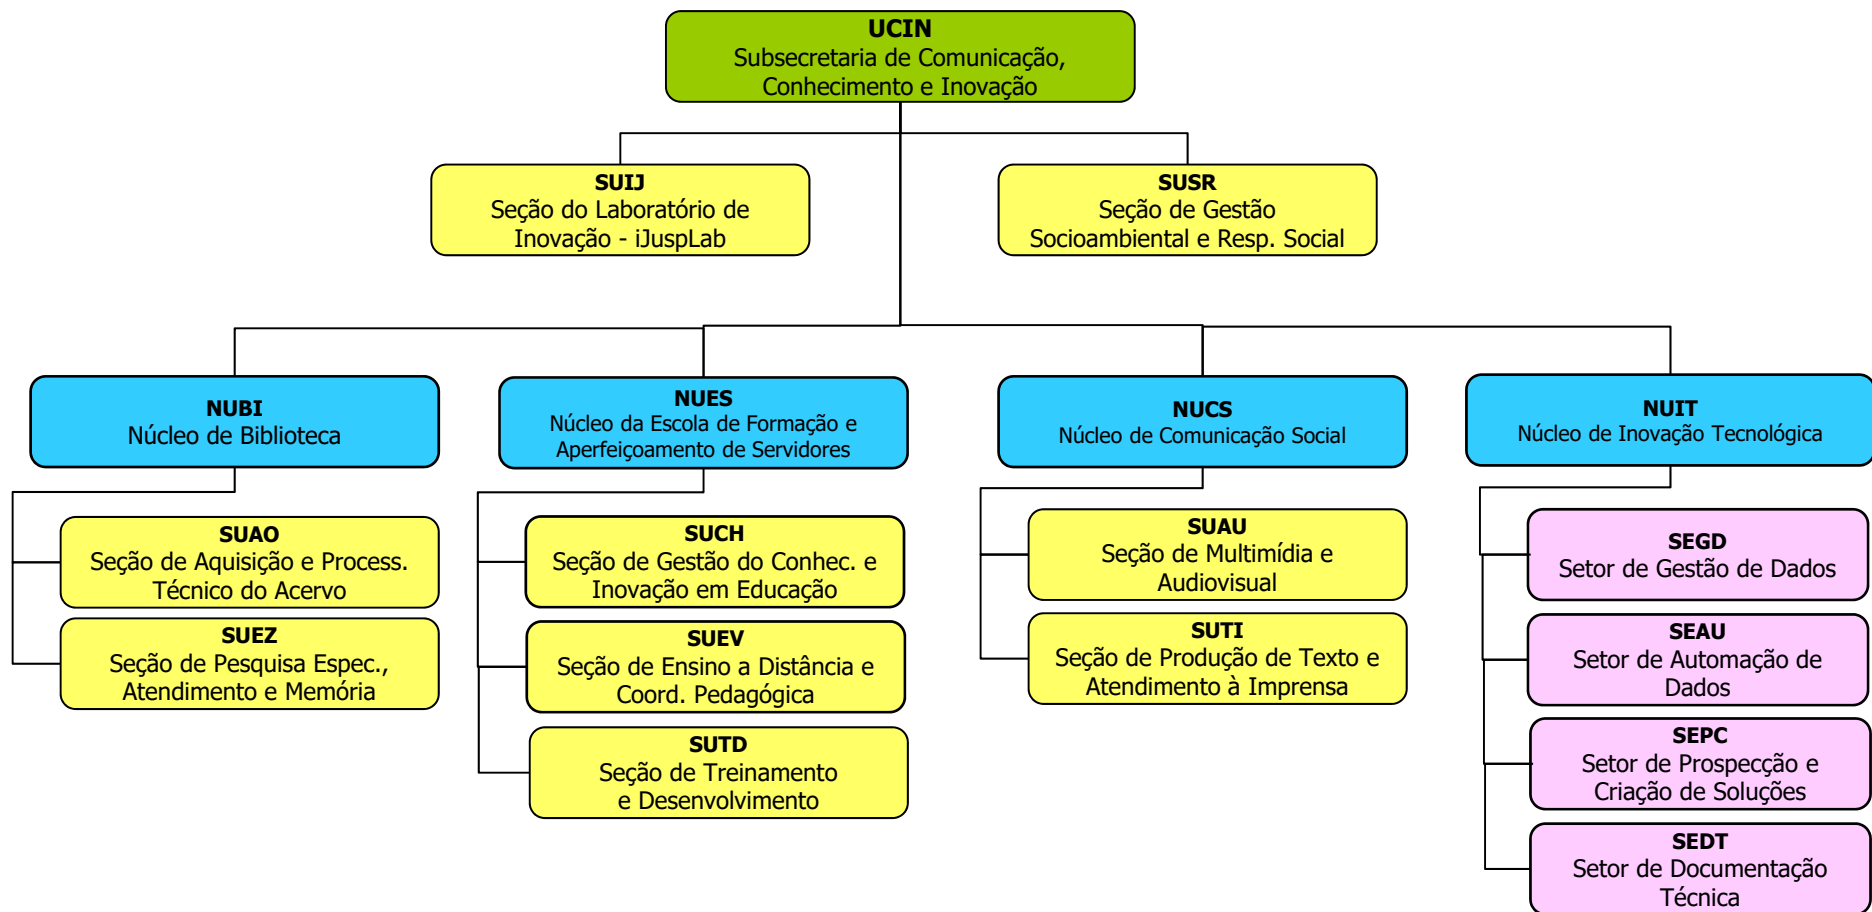 UCIN
Subsecretaria de Comunicação,
Conhecimento e Inovação
SUIJ
Seção do Laboratório de
Inovação - iJuspLab
SUSR
Seção de Gestão
Socioambiental e Resp. Social
NUBI
Núcleo de Biblioteca
NUES
Núcleo da Escola de Formação e
Aperfeiçoamento de Servidores
NUCS
Núcleo de Comunicação Social
NUIT
Núcleo de Inovação Tecnológica
SUAO
Seção de Aquisição e Process.
Técnico do Acervo
SUEZ
Seção de Pesquisa Espec.,
Atendimento e Memória
SUCH
Seção de Gestão do Conhec. e
Inovação em Educação
SUEV
Seção de Ensino a Distância e
Coord. Pedagógica
SUTD
Seção de Treinamento
e Desenvolvimento
SUAU
Seção de Multimídia e
Audiovisual
SUTI
Seção de Produção de Texto e
Atendimento à Imprensa
SEGD
Setor de Gestão de Dados
SEAU
Setor de Automação de
Dados
SEPC
Setor de Prospecção e
Criação de Soluções
SEDT
Setor de Documentação
Técnica